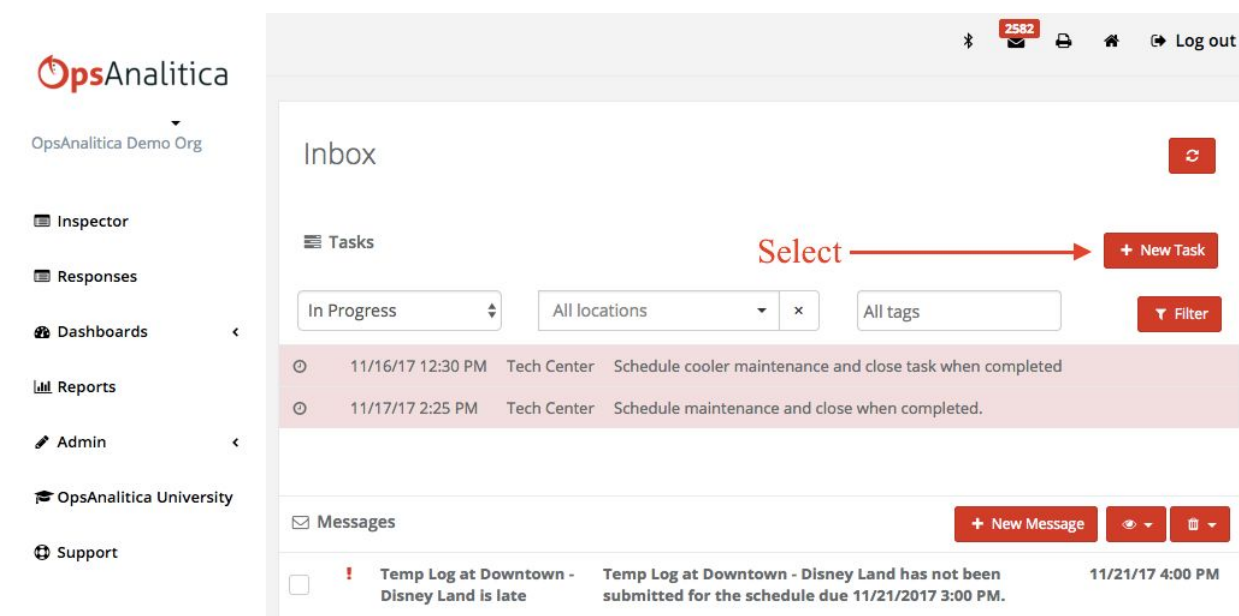 2582
Log out
OpsAnalitica
OpsAnalitica Demo Org
Inspector
Responses
Dashboards
Reports
Admin
OpsAnalitica University
Support
Inbox
Tasks
Select
+ New Task
In Progress
All locations
×
All tags
Filter
11/16/17 12:30 PM Tech Center Schedule cooler maintenance and close task when completed
11/17/17 2:25 PM Tech Center Schedule maintenance and close when completed.
Messages
+ New Message
! Temp Log at Downtown -
Disney Land is late
Temp Log at Downtown - Disney Land has not been
submitted for the schedule due 11/21/2017 3:00 PM.
11/21/17 4:00 PM